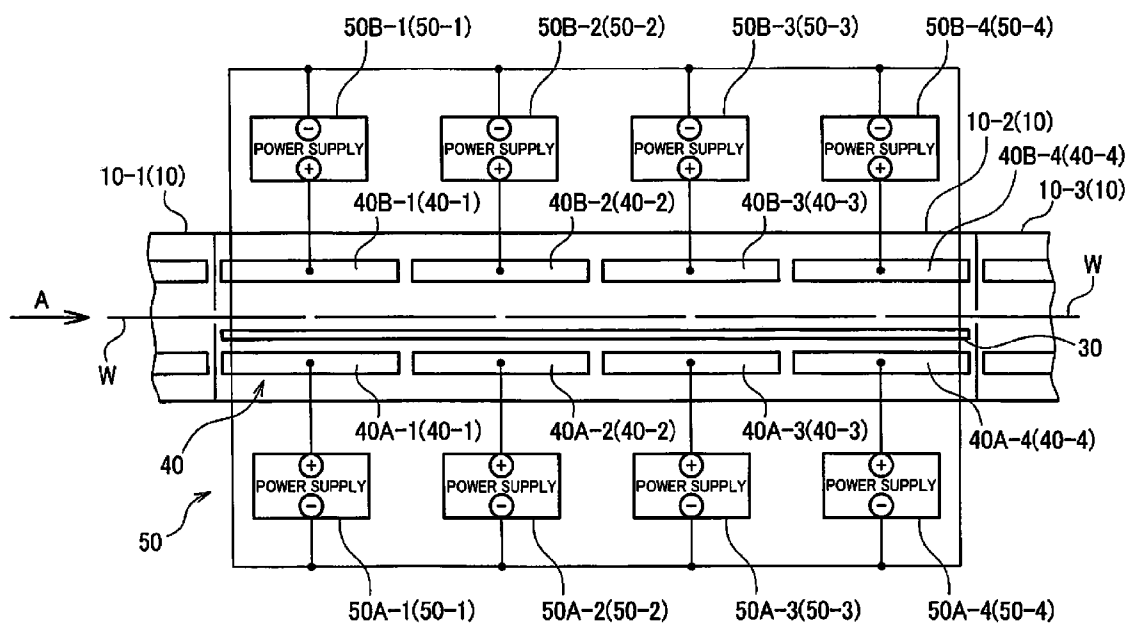 50B-1(50-1) 50B-2(50-2) 50B-3(50-3) 50B-4(50-4)
− − − −
POWER SUPPLY POWER SUPPLY POWER SUPPLY POWER SUPPLY
+ + + +
10-2(10)
40B-4(40-4)
10-1(10) 10-3(10)
40B-1(40-1) 40B-2(40-2) 40B-3(40-3)
A W
W 30
40 40A-1(40-1) 40A-2(40-2) 40A-3(40-3) 40A-4(40-4)
+ + + +
POWER SUPPLY POWER SUPPLY POWER SUPPLY POWER SUPPLY
− − − −
50
50A-1(50-1) 50A-2(50-2) 50A-3(50-3) 50A-4(50-4)